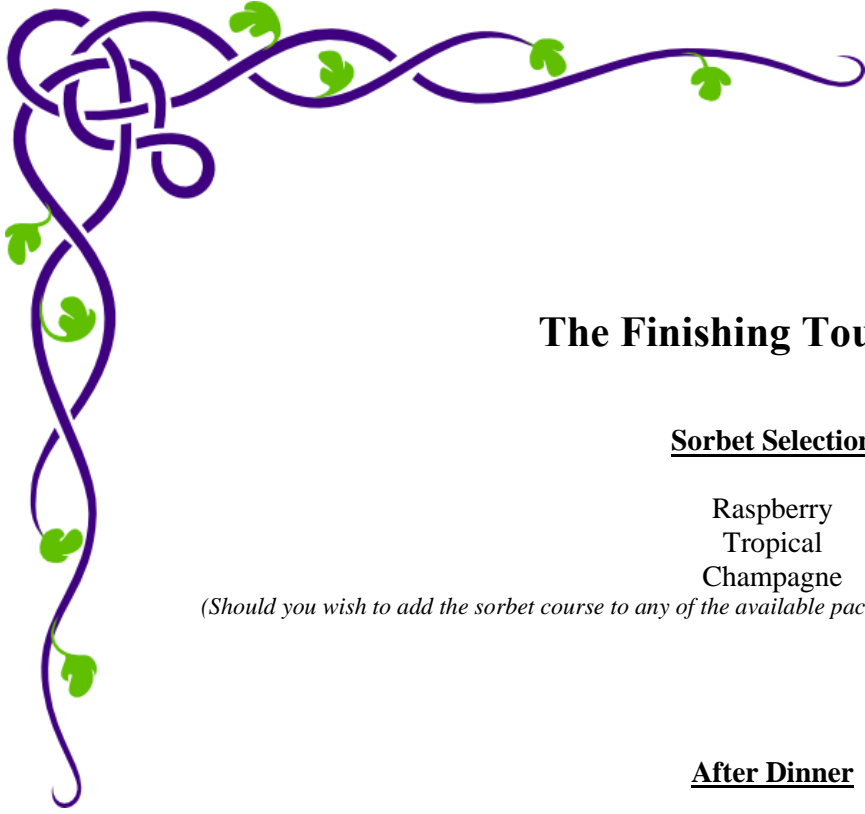 The Finishing Tou
Sorbet Selection
Raspberry
Tropical
Champagne
(Should you wish to add the sorbet course to any of the available pac
After Dinner